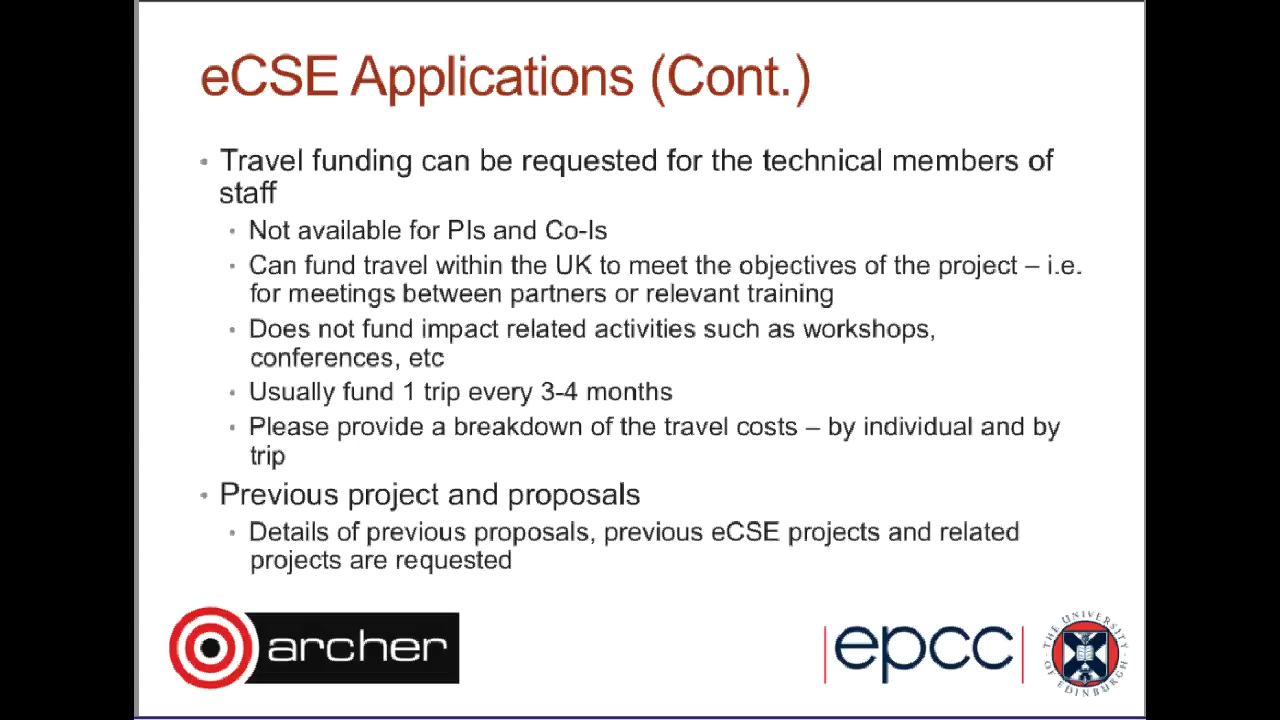 eCSE Applications (Cont.)
• Travel funding can be requested for the technical members of
staff
• Not available for PIs and Co-Is
• Can fund travel within the UK to meet the objectives of the project – i.e.
for meetings between partners or relevant training
• Does not fund impact related activities such as workshops,
conferences, etc
• Usually fund 1 trip every 3-4 months
• Please provide a breakdown of the travel costs – by individual and by
trip
• Previous project and proposals
• Details of previous proposals, previous eCSE projects and related
projects are requested
archer
epcc
THE UNIVERSITY
OF EDINBURGH